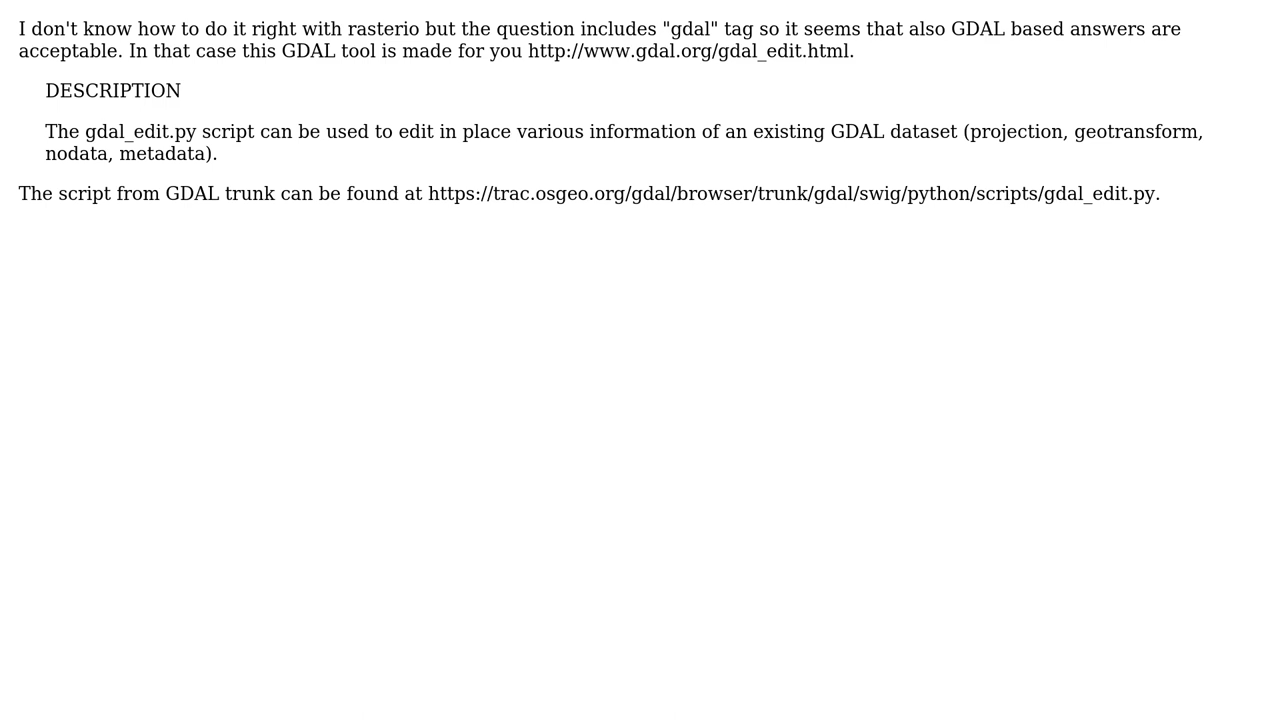 I don't know how to do it right with rasterio but the question includes "gdal" tag so it seems that also GDAL based answers are
acceptable. In that case this GDAL tool is made for you http://www.gdal.org/gdal_edit.html.
DESCRIPTION
The gdal_edit.py script can be used to edit in place various information of an existing GDAL dataset (projection, geotransform,
nodata, metadata).
The script from GDAL trunk can be found at https://trac.osgeo.org/gdal/browser/trunk/gdal/swig/python/scripts/gdal_edit.py.